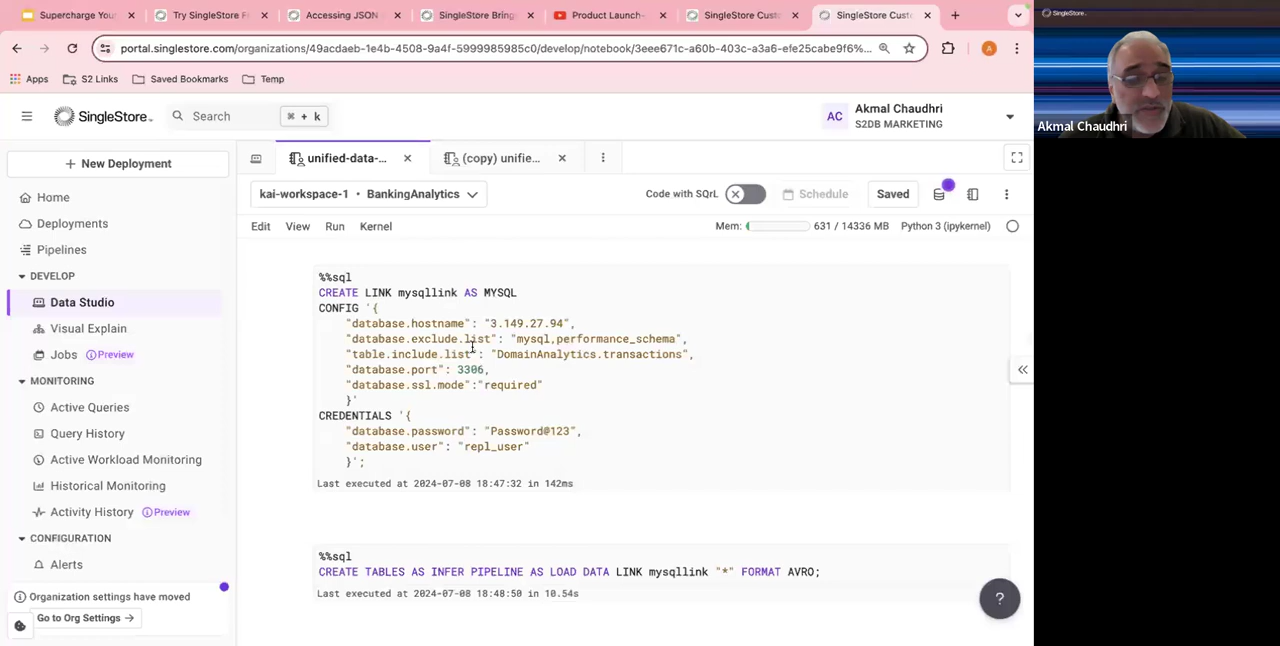 Supercharge Your
Try SingleStore F
Accessing JSON
SingleStore Bring
Product Launch-
SingleStore Cust
SingleStore Cust
SingleStore
portal.singlestore.com/organizations/49acdaeb-1e4b-4508-9a4f-5999985985c0/develop/notebook/3eee671c-a60b-403c-a3a6-efe25cabe9f6%...
A
Apps
S2 Links
Saved Bookmarks
Temp
SingleStore
Search
⌘ + k
AC
Akmal Chaudhri
S2DB MARKETING
Akmal Chaudhri
+ New Deployment
unified-data-...
(copy) unifie...
Home
Deployments
Pipelines
DEVELOP
Data Studio
Visual Explain
Jobs
Preview
MONITORING
Active Queries
Query History
Active Workload Monitoring
Historical Monitoring
Activity History
Preview
CONFIGURATION
Alerts
Organization settings have moved
Go to Org Settings →
kai-workspace-1 • BankingAnalytics
Code with SQrL
Schedule
Saved
Edit
View
Run
Kernel
Mem:
631 / 14336 MB
Python 3 (ipykernel)
%%sql
CREATE LINK mysqllink AS MYSQL
CONFIG '{
"database.hostname": "3.149.27.94",
"database.exclude.list": "mysql,performance_schema",
"table.include.list": "DomainAnalytics.transactions",
"database.port": 3306,
"database.ssl.mode":"required"
}'
CREDENTIALS '{
"database.password": "Password@123",
"database.user": "repl_user"
}';
Last executed at 2024-07-08 18:47:32 in 142ms
%%sql
CREATE TABLES AS INFER PIPELINE AS LOAD DATA LINK mysqllink "*" FORMAT AVRO;
Last executed at 2024-07-08 18:48:50 in 10.54s
?